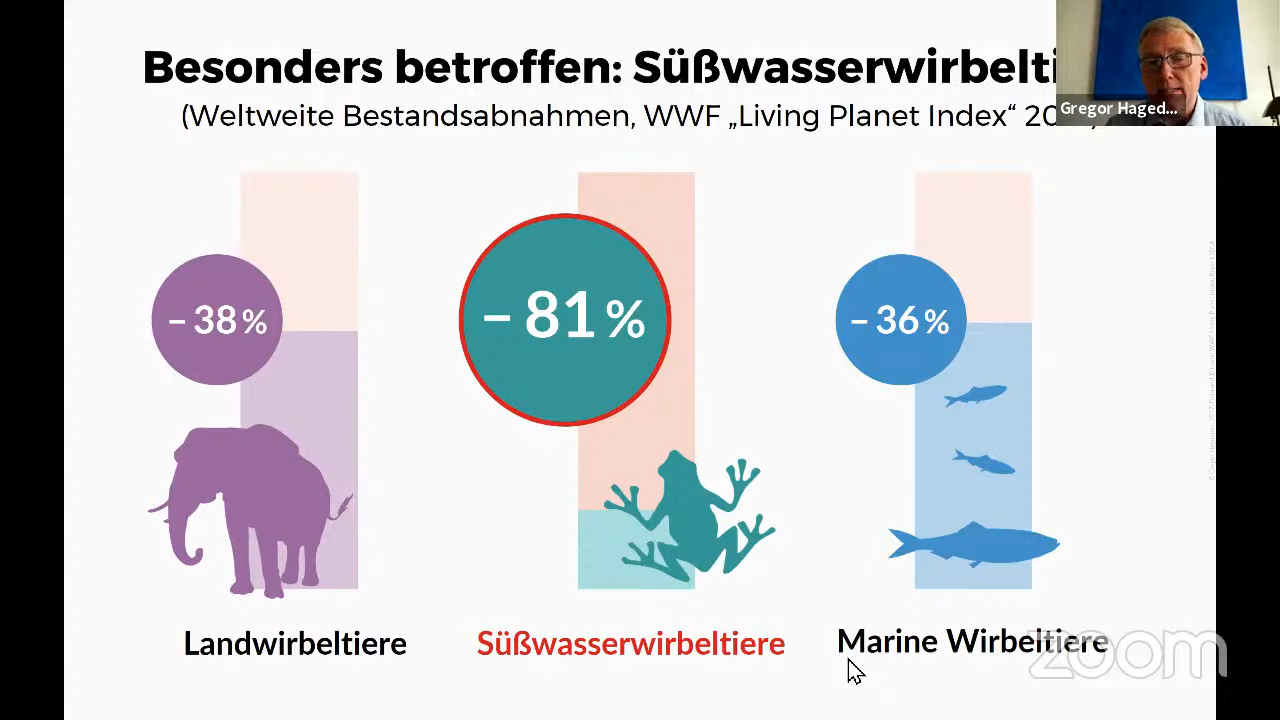 Besonders betroffen: Süßwasserwirbelti
(Weltweite Bestandsabnahmen, WWF „Living Planet Index“ 20
Gregor Haged...
– 38 %
– 81 %
– 36 %
Landwirbeltiere
Süßwasserwirbeltiere
Marine Wirbeltiere
zoom